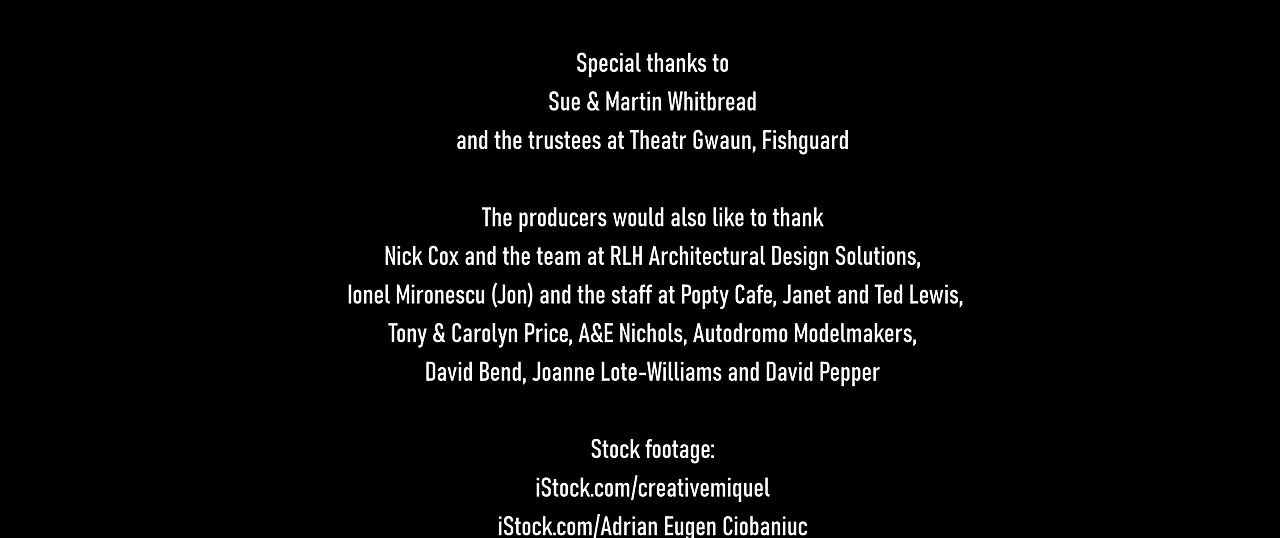 Special thanks to
Sue & Martin Whitbread
and the trustees at Theatr Gwaun, Fishguard
The producers would also like to thank
Nick Cox and the team at RLH Architectural Design Solutions,
Ionel Mironescu (Jon) and the staff at Popty Cafe, Janet and Ted Lewis,
Tony & Carolyn Price, A&E Nichols, Autodromo Modelmakers,
David Bend, Joanne Lote-Williams and David Pepper
Stock footage:
iStock.com/creativemiquel
iStock.com/Adrian Eugen Ciobaniuc